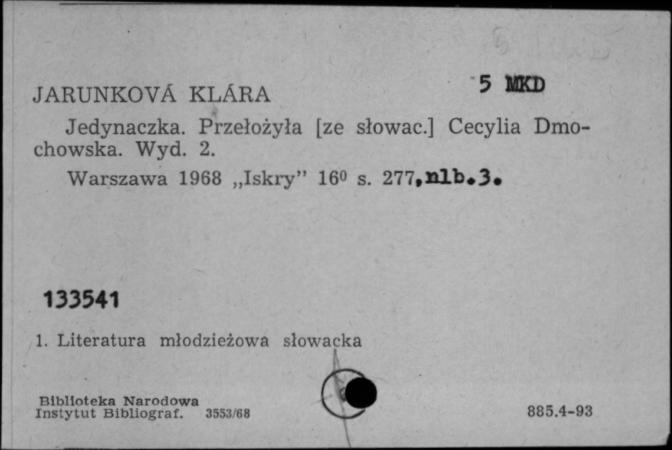 5 MKD
JARUNKOVÁ KLÁRA
Jedynaczka. Przełożyła [ze słowac.] Cecylia Dmo-
chowska. Wyd. 2.
Warszawa 1968 „Iskry” 16⁰ s. 277,nlb.3.
133541
1. Literatura młodzieżowa słowacka
Biblioteka Narodowa
Instytut Bibliograf. 3553/68
885.4-93